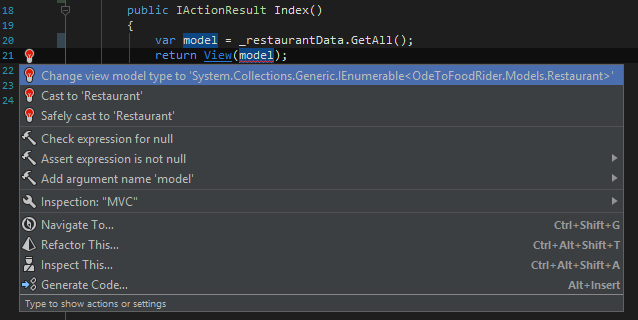 18 public IActionResult Index()
19 {
20 var model = _restaurantData.GetAll();
21 return View(model);
22 Change view model type to 'System.Collections.Generic.IEnumerable<OdeToFoodRider.Models.Restaurant>'
23 Cast to 'Restaurant'
24 Safely cast to 'Restaurant'
Check expression for null
Assert expression is not null
Add argument name 'model'
Inspection: "MVC"
Navigate To... Ctrl+Shift+G
Refactor This... Ctrl+Alt+Shift+T
Inspect This... Ctrl+Alt+Shift+A
Generate Code... Alt+Insert
Type to show actions or settings